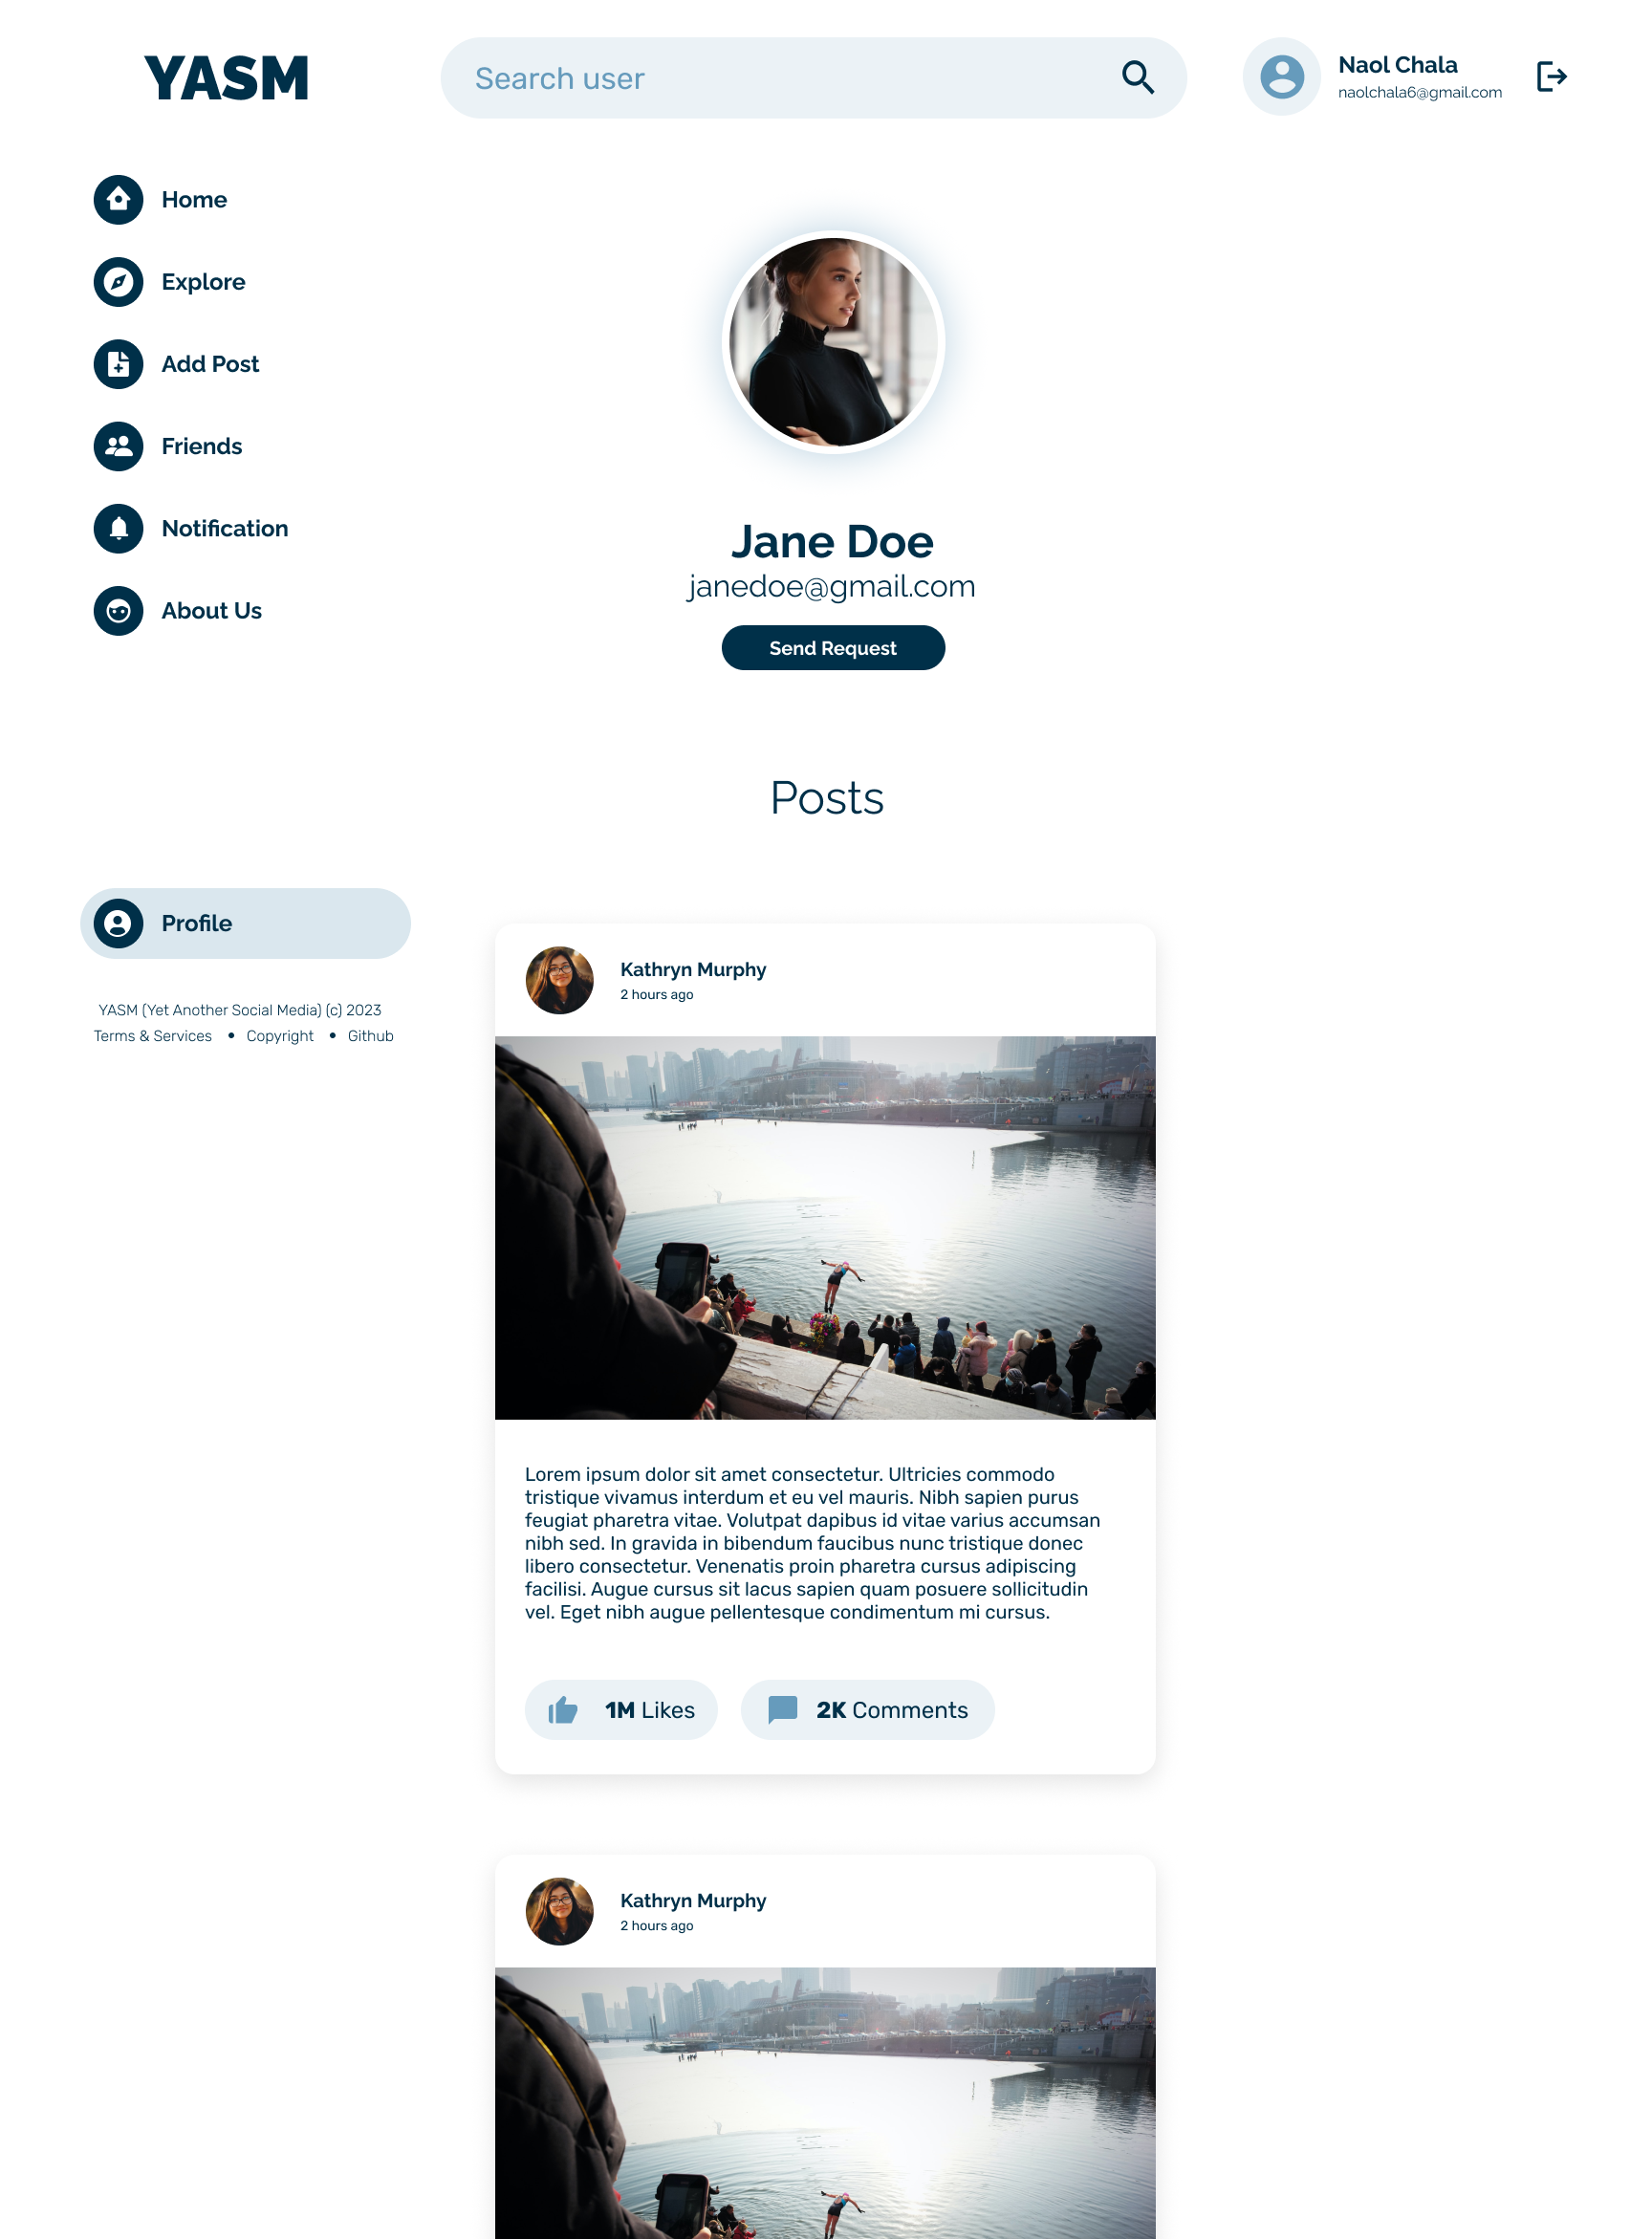 YASM
Search user
Naol Chala
naolchala6@gmail.com
Home
Explore
Add Post
Friends
Notification
About Us
Jane Doe
janedoe@gmail.com
Send Request
Posts
Profile
YASM (Yet Another Social Media) (c) 2023
Terms & Services • Copyright • Github
Kathryn Murphy
2 hours ago
Lorem ipsum dolor sit amet consectetur. Ultricies commodo
tristique vivamus interdum et eu vel mauris. Nibh sapien purus
feugiat pharetra vitae. Volutpat dapibus id vitae varius accumsan
nibh sed. In gravida in bibendum faucibus nunc tristique donec
libero consectetur. Venenatis proin pharetra cursus adipiscing
facilisi. Augue cursus sit lacus sapien quam posuere sollicitudin
vel. Eget nibh augue pellentesque condimentum mi cursus.
1M Likes
2K Comments
Kathryn Murphy
2 hours ago